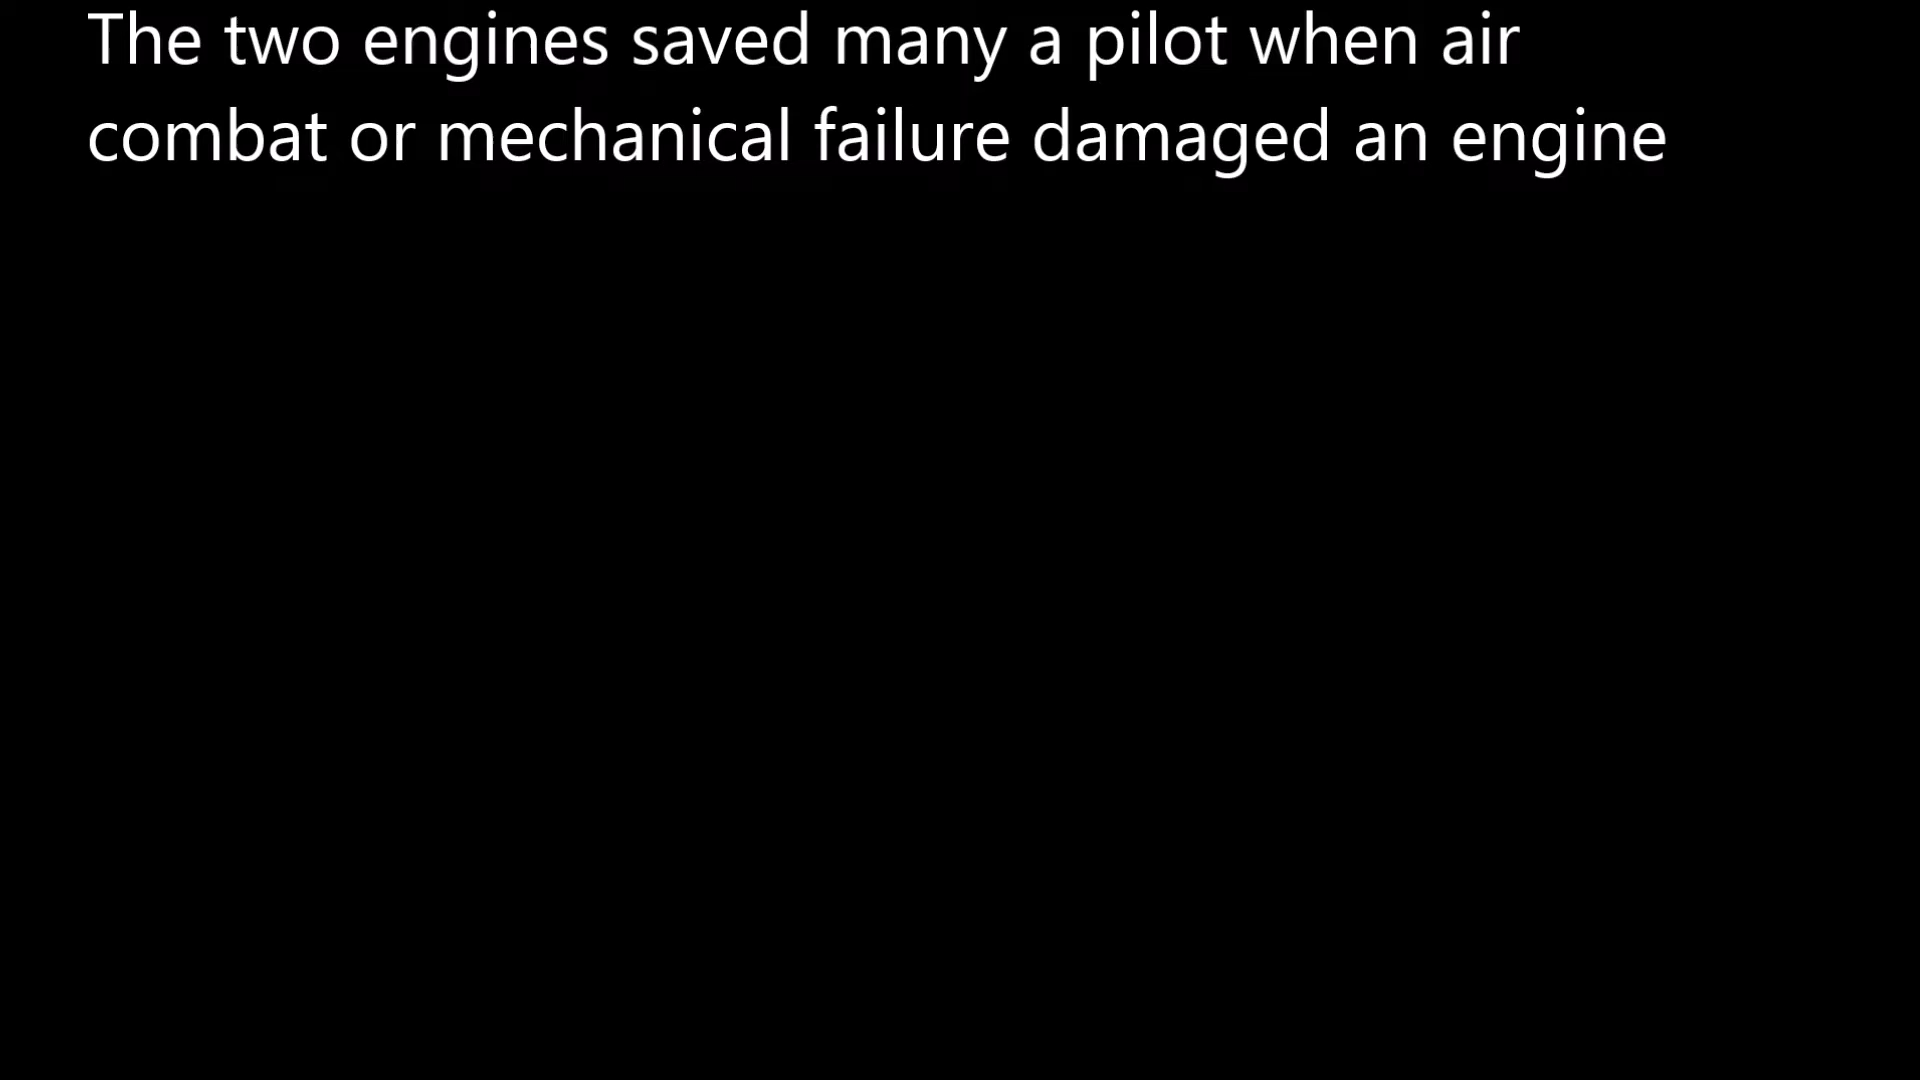 The two engines saved many a pilot when air
combat or mechanical failure damaged an engine